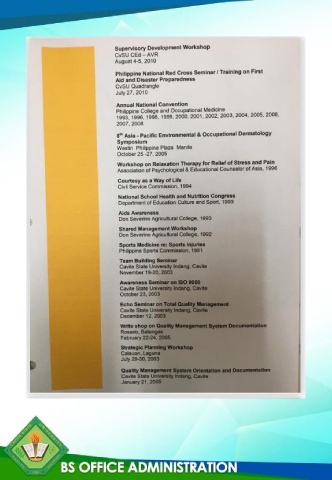 Supervisory Development Workshop
CvSU CEd – AVR
August 4-5, 2010
Philippine National Red Cross Seminar / Training on First
Aid and Disaster Preparedness
CvSU Quadrangle
July 27, 2010
Annual National Convention
Philippine College and Occupational Medicine
1993, 1996, 1998, 1999, 2000, 2001, 2002, 2003, 2004, 2005, 2006,
2007, 2008
6th Asia - Pacific Environmental & Occupational Dermatology
Symposium
Westin Philippine Plaza Manila
October 25 -27, 2005
Workshop on Relaxation Therapy for Relief of Stress and Pain
Association of Psychological & Educational Counselor of Asia, 1996
Courtesy as a Way of Life
Civil Service Commission, 1994
National School Health and Nutrition Congress
Department of Education Culture and Sport, 1993
Aids Awareness
Don Severino Agricultural College, 1993
Shared Management Workshop
Don Severino Agricultural College, 1992
Sports Medicine re: Sports Injuries
Philippine Sports Commission, 1991
Team Building Seminar
Cavite State University Indang, Cavite
November 19-20, 2003
Awareness Seminar on ISO 9000
Cavite State University Indang, Cavite
October 23, 2003
Echo Seminar on Total Quality Management
Cavite State University Indang, Cavite
December 12, 2003
Write shop on Quality Management System Documentation
Rosario, Batangas
February 22-24, 2005
Strategic Planning Workshop
Calauan, Laguna
July 29-30, 2003
Quality Management System Orientation and Documentation
Cavite State University Indang, Cavite
January 21, 2005
BS OFFICE ADMINISTRATION